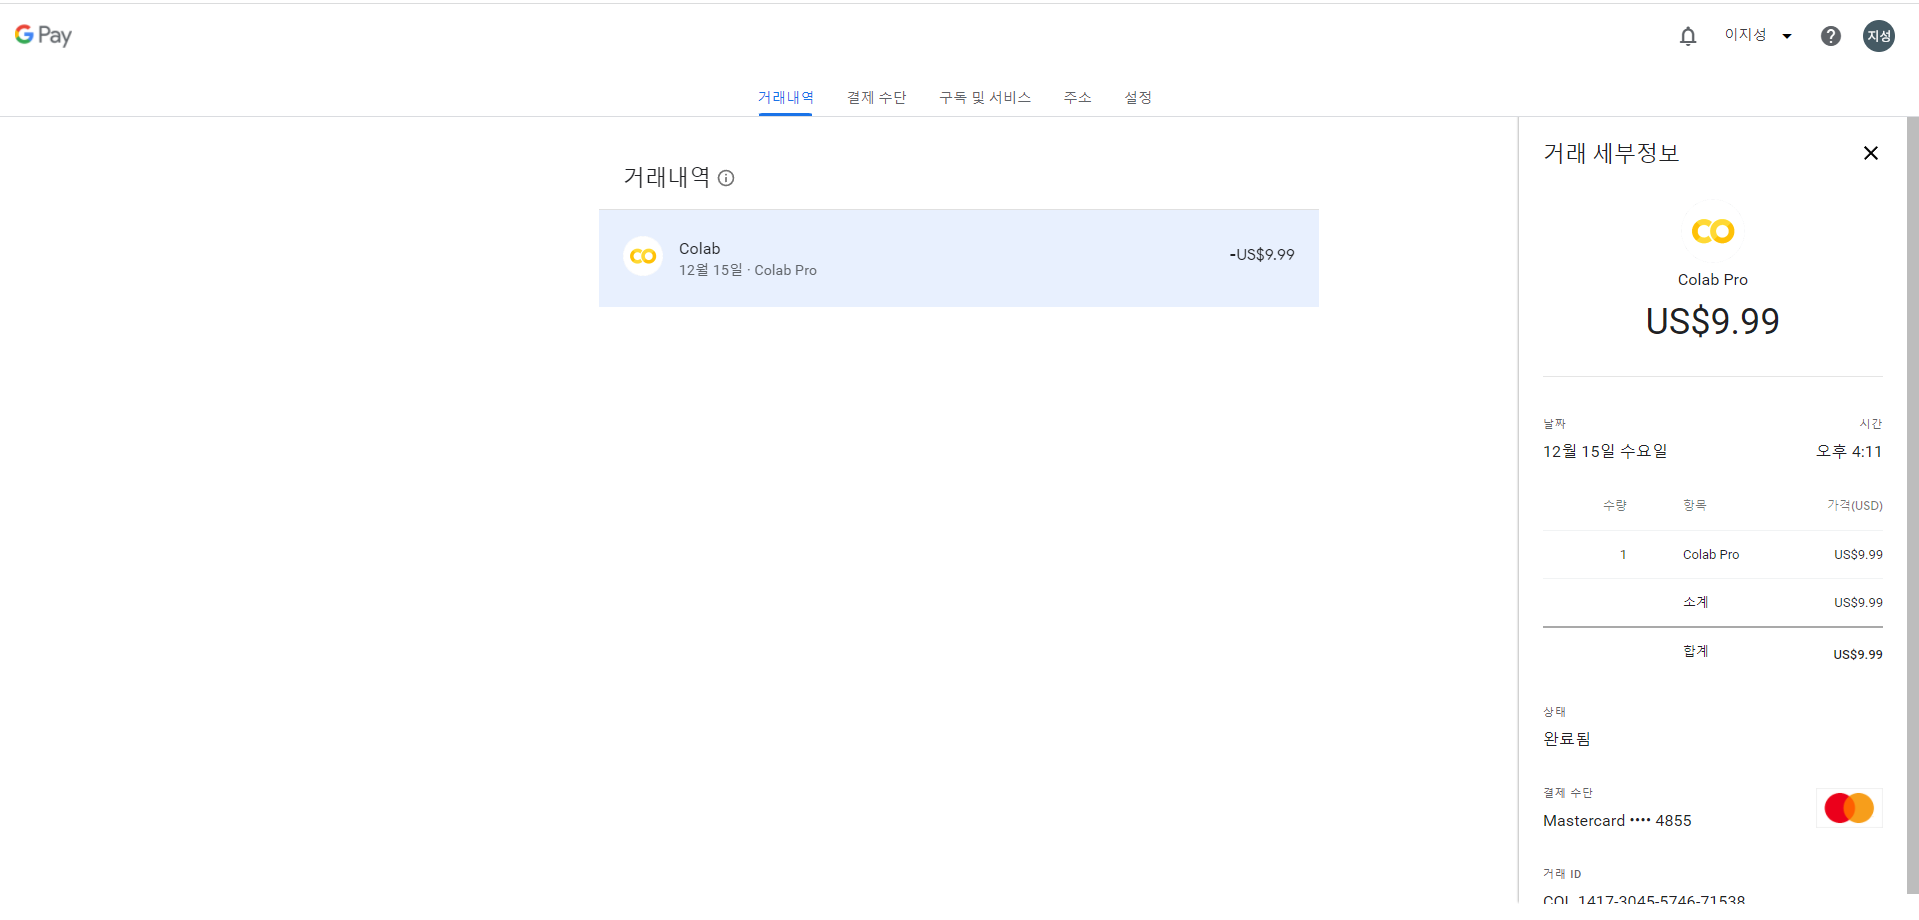 G Pay
이지성
지성
거래내역 결제 수단 구독 및 서비스 주소 설정
거래내역
Colab
12월 15일 · Colab Pro
-US$9.99
거래 세부정보
Colab Pro
US$9.99
날짜 시간
12월 15일 수요일 오후 4:11
수량 항목 가격(USD)
1 Colab Pro US$9.99
소계 US$9.99
합계 US$9.99
상태
완료됨
결제 수단
Mastercard •••• 4855
거래 ID
COL.1417-3045-5746-71538